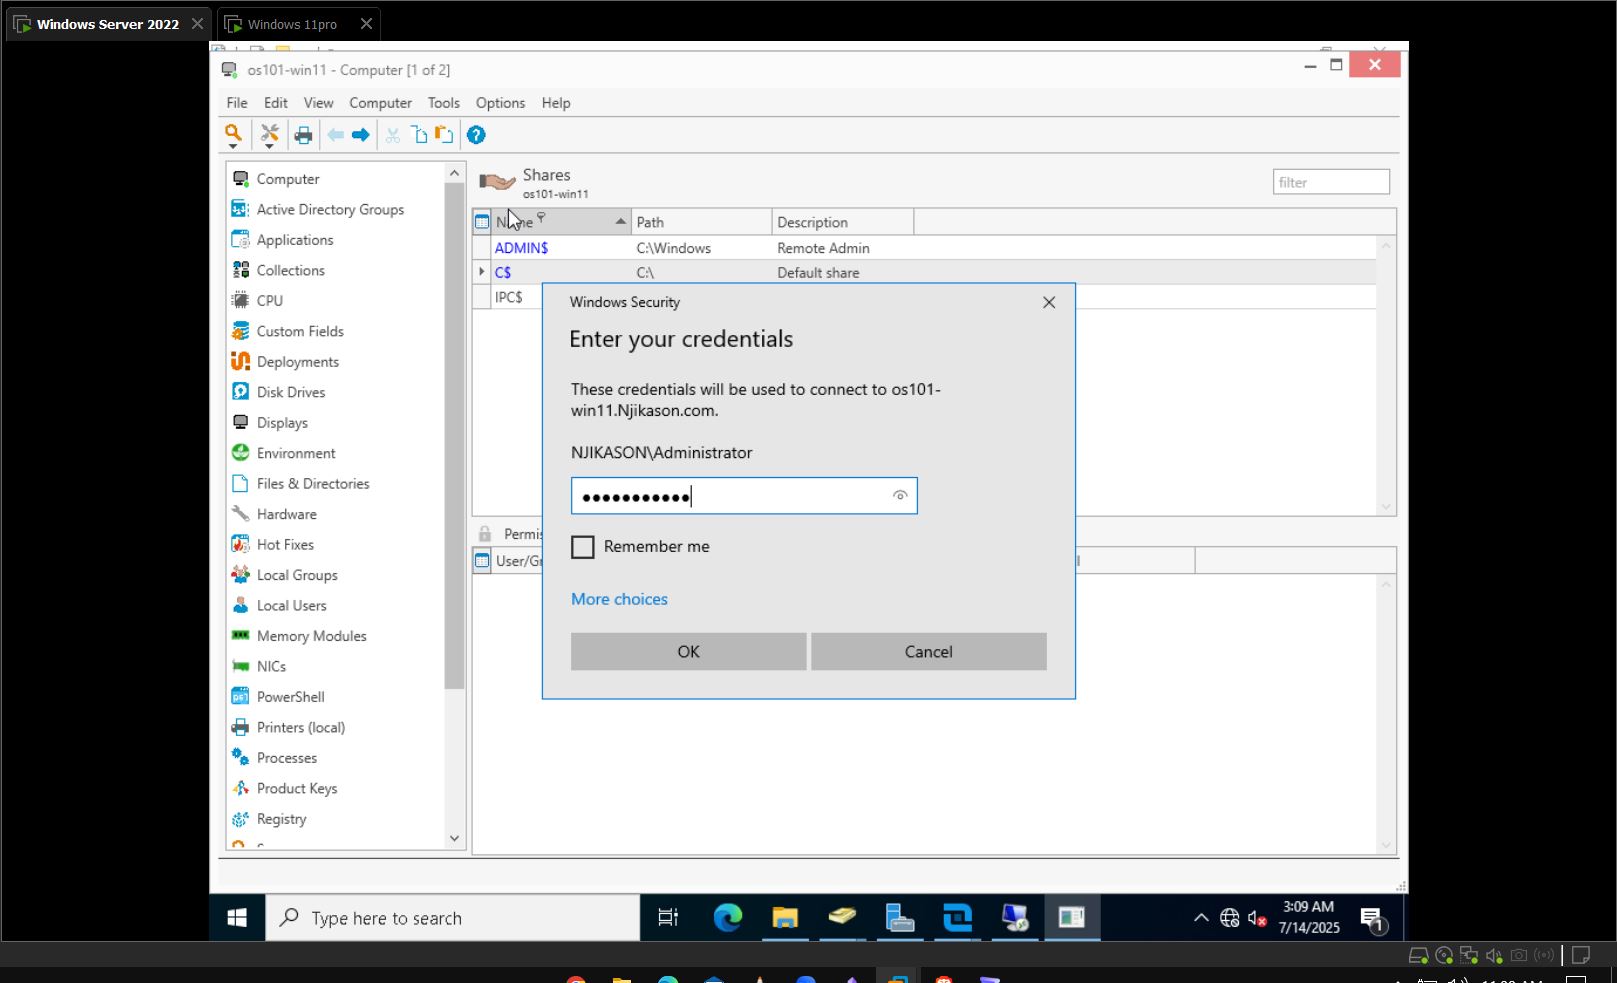 Windows Server 2022
Windows 11pro
os101-win11 - Computer [1 of 2]
File Edit View Computer Tools Options Help
Computer
Active Directory Groups
Applications
Collections
CPU
Custom Fields
Deployments
Disk Drives
Displays
Environment
Files & Directories
Hardware
Hot Fixes
Local Groups
Local Users
Memory Modules
NICs
PowerShell
Printers (local)
Processes
Product Keys
Registry
Shares
os101-win11
filter
Name Path Description
ADMIN$ C:\Windows Remote Admin
C$ C:\ Default share
IPC$
Windows Security
Enter your credentials
These credentials will be used to connect to os101-
win11.Njikason.com.
NJIKASON\Administrator
Remember me
More choices
OK Cancel
Type here to search
3:09 AM
7/14/2025
1